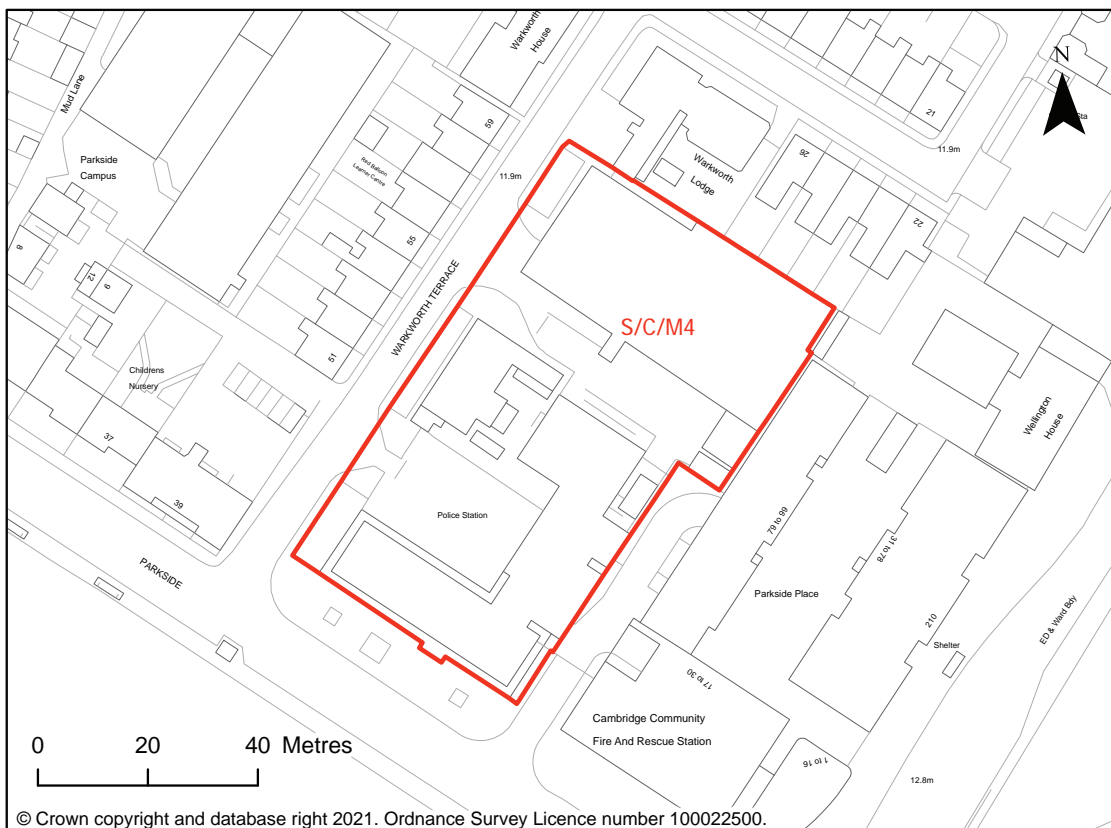 Warkworth
House
N
Mud Lane
21
Sta
11.9m
59
Parkside
Campus
Red Balloon
Learner Centre
11.9m
Warkworth
Lodge
26
22
55
8
12
9
WARKWORTH TERRACE
S/C/M4
51
Childrens
Nursery
Wellington
House
37
39
Police Station
79 to 99
31 to 78
PARKSIDE
Parkside Place
210
ED & Ward Bdy
Shelter
17 to 30
Cambridge Community
Fire And Rescue Station
1 to 16
12.8m
0 20 40 Metres
© Crown copyright and database right 2021. Ordnance Survey Licence number 100022500.